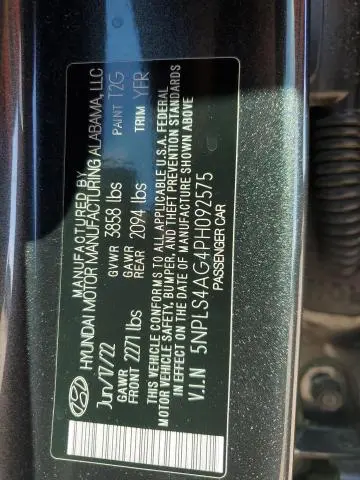 MANUFACTURED BY
HYUNDAI MOTOR MANUFACTURING ALABAMA, LLC
Jun/17/22 GVWR 3858 lbs PAINT T2G
GAWR FRONT 2271 lbs GAWR REAR 2094 lbs TRIM YFR
THIS VEHICLE CONFORMS TO ALL APPLICABLE U.S.A. FEDERAL
MOTOR VEHICLE SAFETY, BUMPER, AND THEFT PREVENTION STANDARDS
IN EFFECT ON THE DATE OF MANUFACTURE SHOWN ABOVE
V.I.N 5NPLS4AG4PH092575
PASSENGER CAR